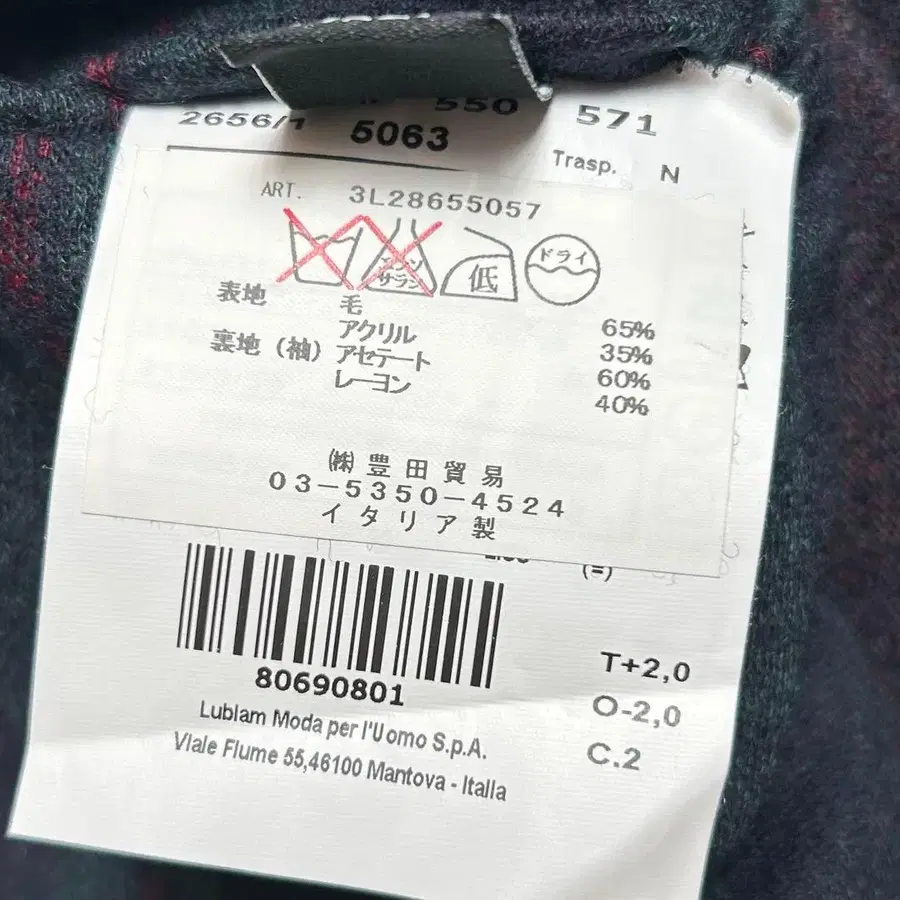 550 571
2656/1 5063
Trasp. N
ART. 3L28655057
エンソ サラシ 低 ドライ
表地 毛 65%
アクリル 35%
裏地(袖) アセテート 60%
レーヨン 40%
㈱豊田貿易
03-5350-4524
イタリア製
(=)
80690801
T+2,0
O-2,0
C.2
Lubiam Moda per l'Uomo S.p.A.
Viale Fiume 55,46100 Mantova - Italia